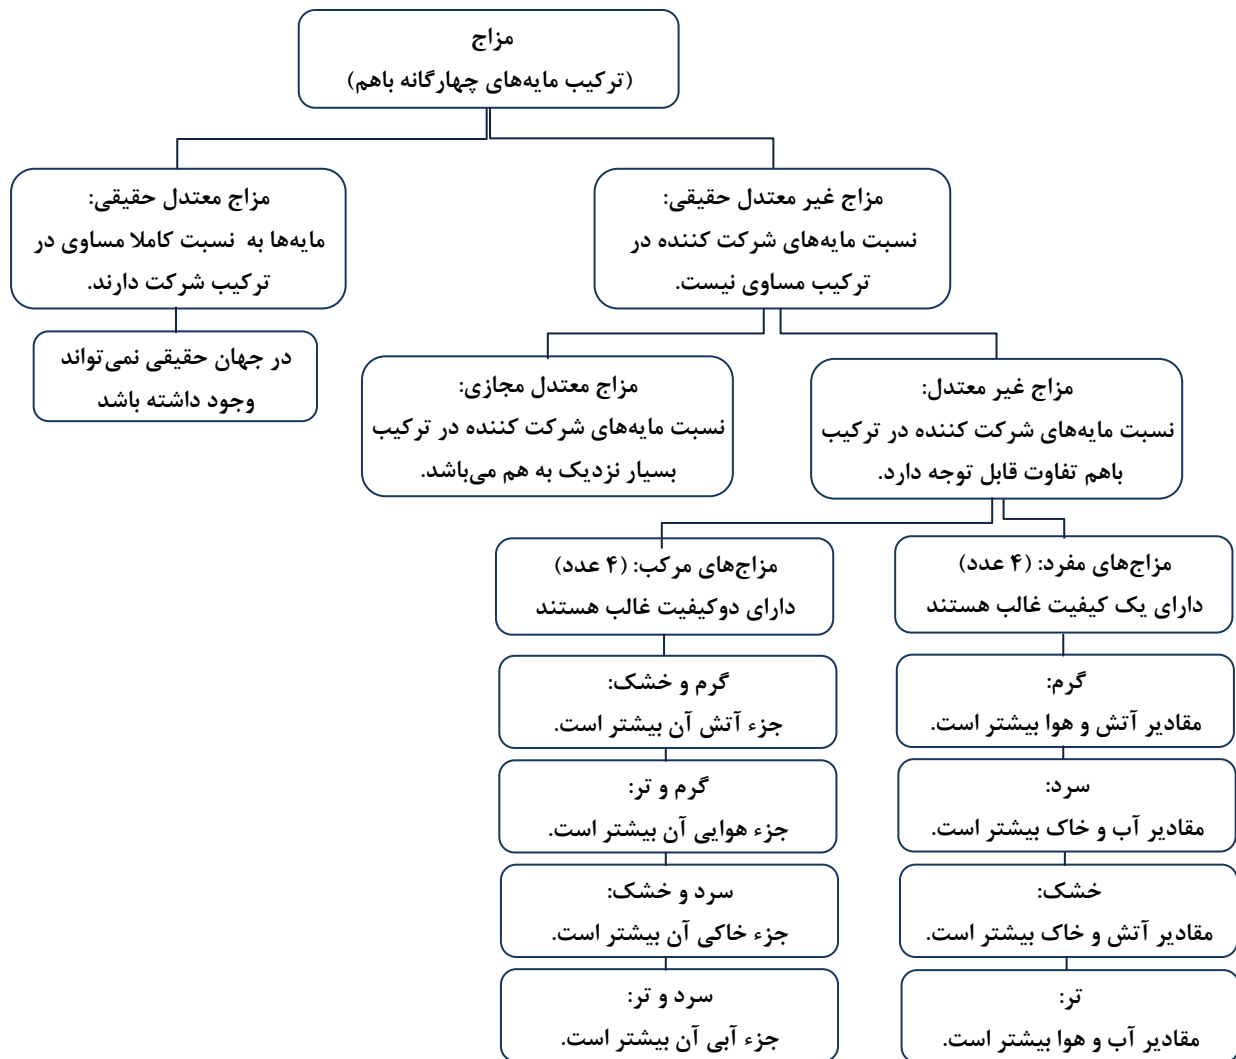 مزاج
(ترکیب مایه‌های چهارگانه باهم)
مزاج غیر معتدل حقیقی:
نسبت مایه‌های شرکت کننده در
ترکیب مساوی نیست.
مزاج معتدل حقیقی:
مایه‌ها به نسبت کاملا مساوی در
ترکیب شرکت دارند.
در جهان حقیقی نمی‌تواند
وجود داشته باشد
مزاج غیر معتدل:
نسبت مایه‌های شرکت کننده در ترکیب
باهم تفاوت قابل توجه دارد.
مزاج معتدل مجازی:
نسبت مایه‌های شرکت کننده در ترکیب
بسیار نزدیک به هم می‌باشد.
مزاج‌های مفرد: (۴ عدد)
دارای یک کیفیت غالب هستند
گرم:
مقادیر آتش و هوا بیشتر است.
سرد:
مقادیر آب و خاک بیشتر است.
خشک:
مقادیر آتش و خاک بیشتر است.
تر:
مقادیر آب و هوا بیشتر است.
مزاج‌های مرکب: (۴ عدد)
دارای دوکیفیت غالب هستند
گرم و خشک:
جزء آتش آن بیشتر است.
گرم و تر:
جزء هوایی آن بیشتر است.
سرد و خشک:
جزء خاکی آن بیشتر است.
سرد و تر:
جزء آبی آن بیشتر است.